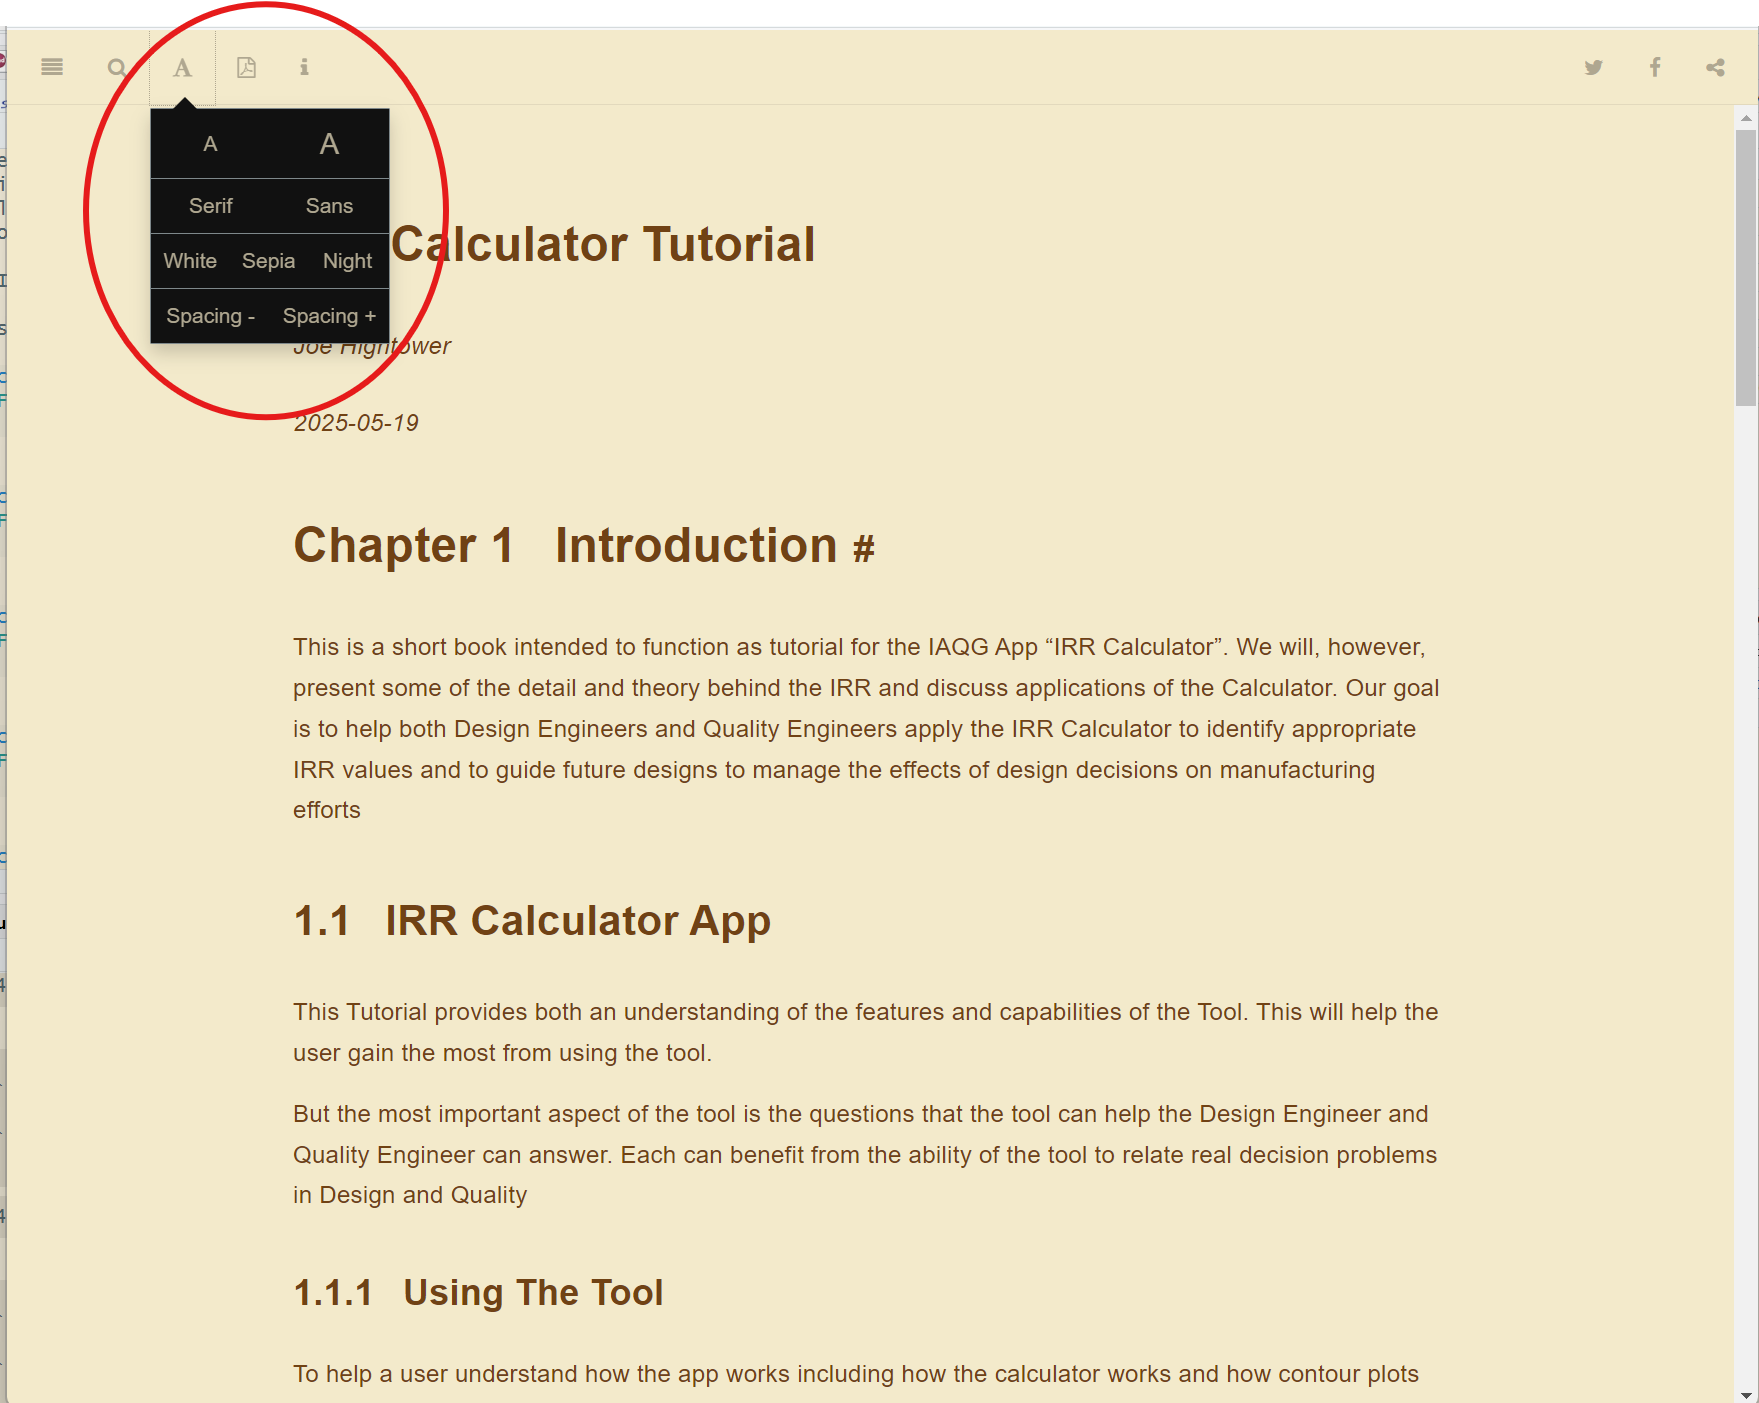 A A
Serif Sans
White Sepia Night
Spacing - Spacing +
Calculator Tutorial
Joe Hightower
2025-05-19
Chapter 1 Introduction #
This is a short book intended to function as tutorial for the IAQG App “IRR Calculator”. We will, however,
present some of the detail and theory behind the IRR and discuss applications of the Calculator. Our goal
is to help both Design Engineers and Quality Engineers apply the IRR Calculator to identify appropriate
IRR values and to guide future designs to manage the effects of design decisions on manufacturing
efforts
1.1 IRR Calculator App
This Tutorial provides both an understanding of the features and capabilities of the Tool. This will help the
user gain the most from using the tool.
But the most important aspect of the tool is the questions that the tool can help the Design Engineer and
Quality Engineer can answer. Each can benefit from the ability of the tool to relate real decision problems
in Design and Quality
1.1.1 Using The Tool
To help a user understand how the app works including how the calculator works and how contour plots